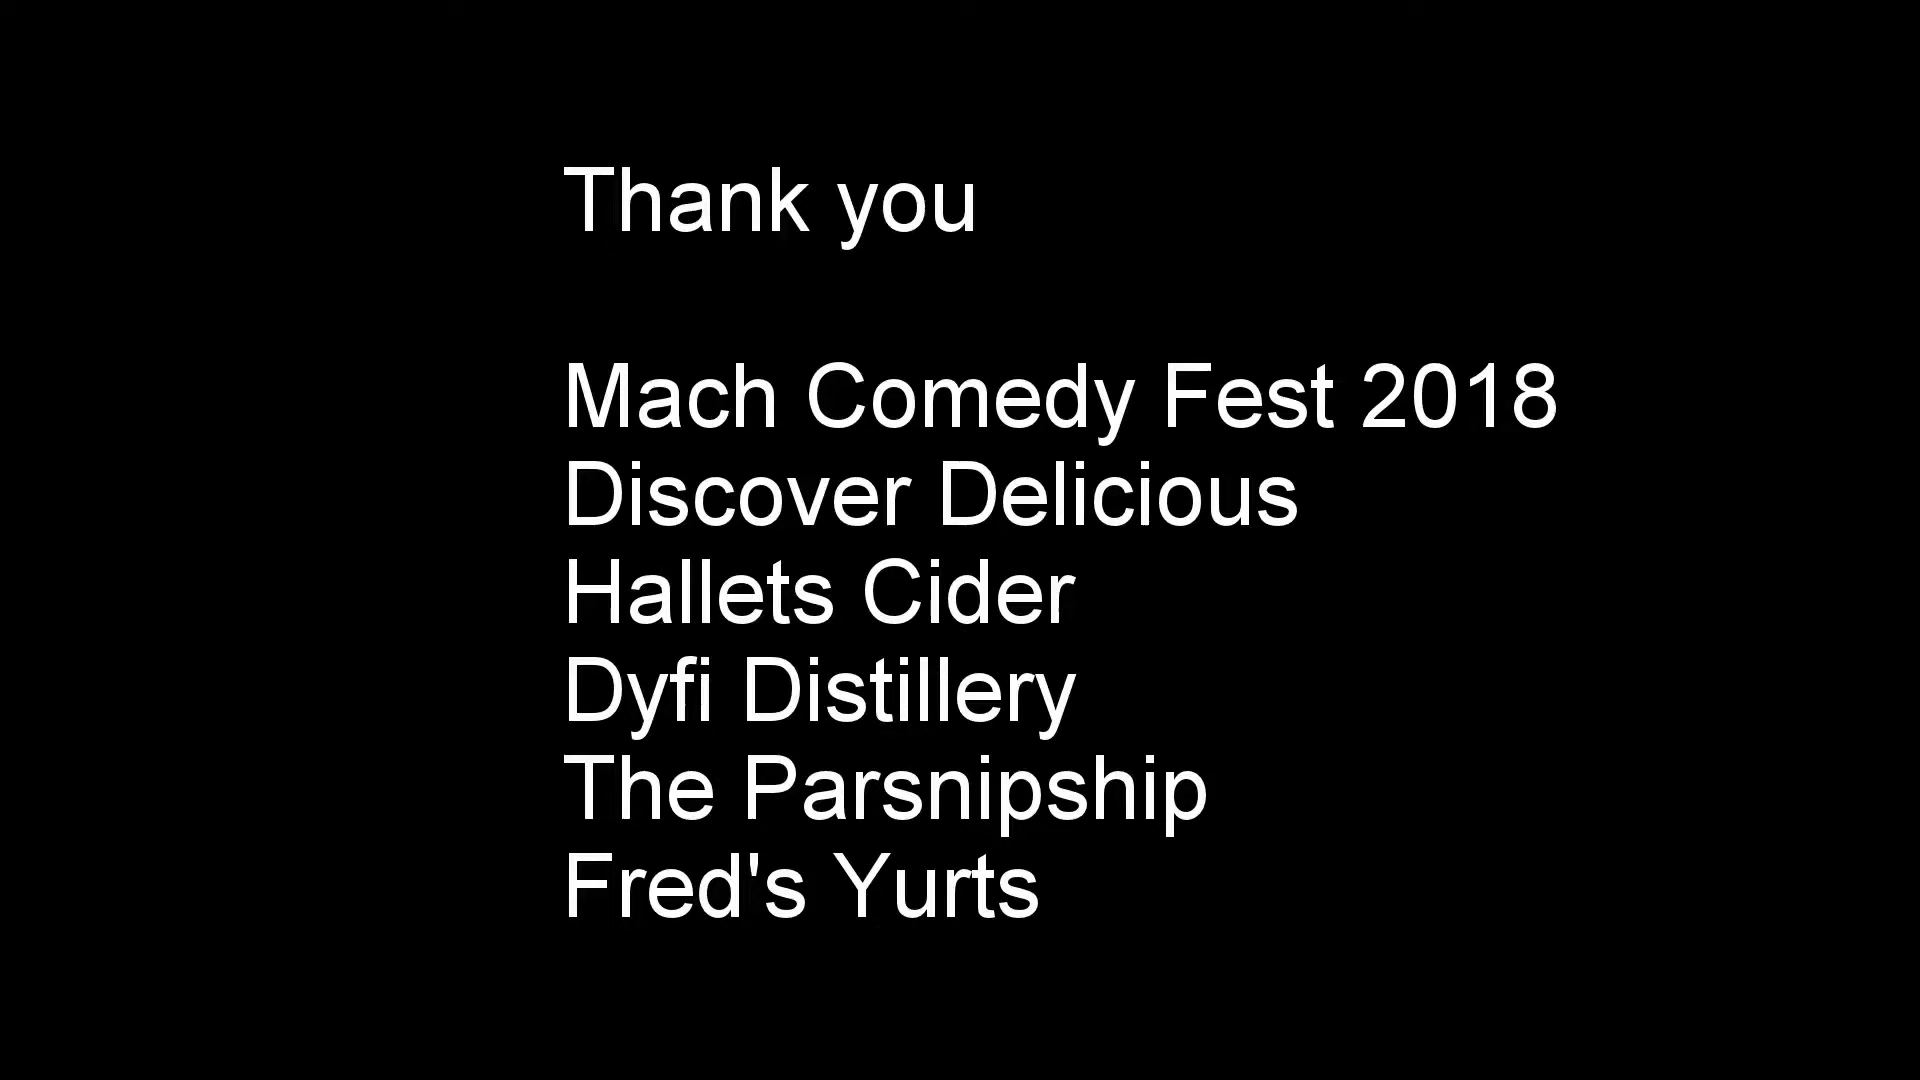 Thank you
Mach Comedy Fest 2018
Discover Delicious
Hallets Cider
Dyfi Distillery
The Parsnipship
Fred's Yurts